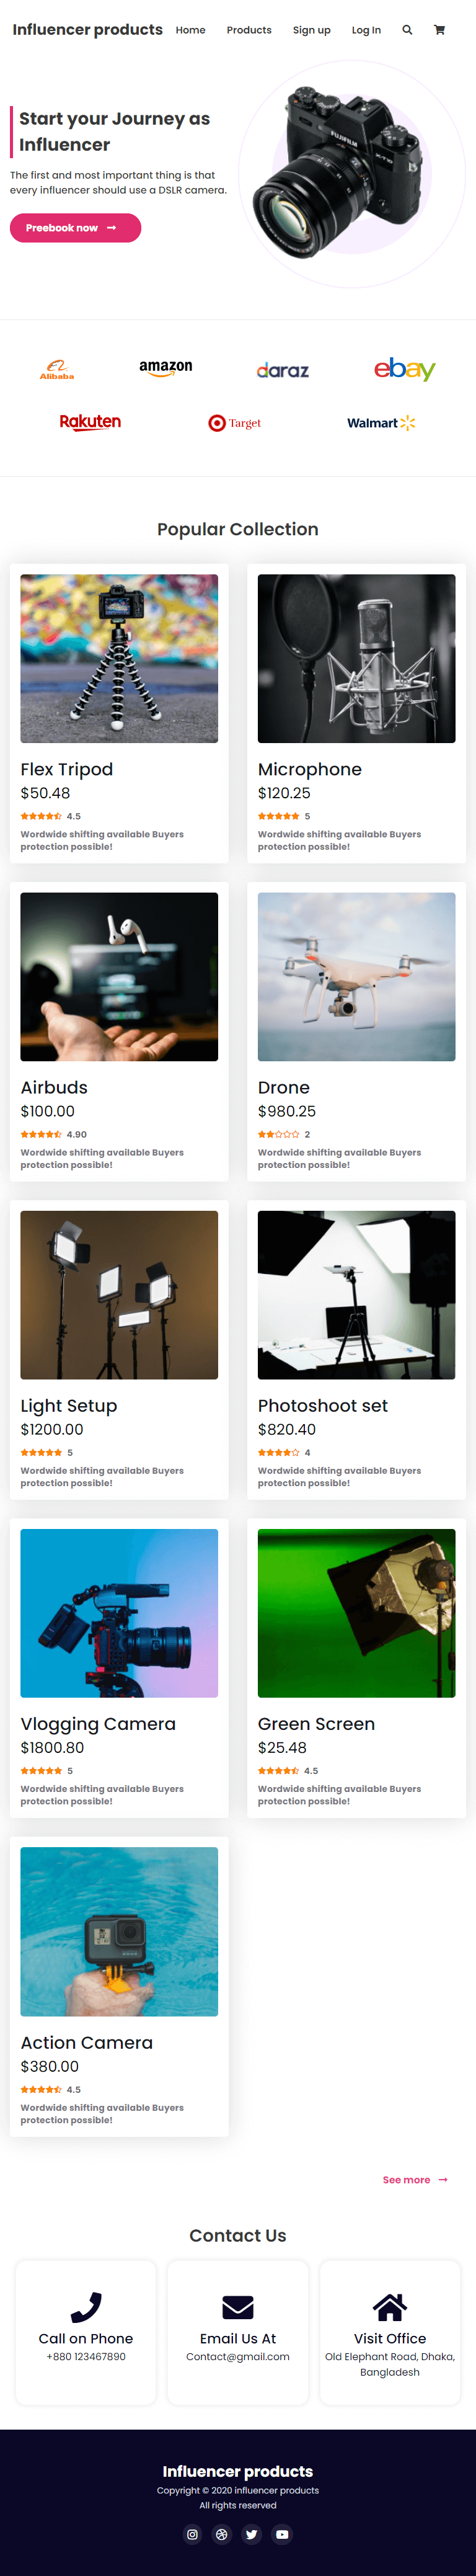 Influencer products Home Products Sign up Log In
Start your Journey as
Influencer
The first and most important thing is that
every influencer should use a DSLR camera.
Preebook now
FUJIFILM
X-T10
Alibaba
amazon
daraz
ebay
Rakuten
Target
Walmart
Popular Collection
Flex Tripod
$50.48
4.5
Wordwide shifting available Buyers
protection possible!
Microphone
$120.25
5
Wordwide shifting available Buyers
protection possible!
Airbuds
$100.00
4.90
Wordwide shifting available Buyers
protection possible!
Drone
$980.25
2
Wordwide shifting available Buyers
protection possible!
Light Setup
$1200.00
5
Wordwide shifting available Buyers
protection possible!
Photoshoot set
$820.40
4
Wordwide shifting available Buyers
protection possible!
Vlogging Camera
$1800.80
5
Wordwide shifting available Buyers
protection possible!
Green Screen
$25.48
4.5
Wordwide shifting available Buyers
protection possible!
Action Camera
$380.00
4.5
Wordwide shifting available Buyers
protection possible!
See more
Contact Us
Call on Phone
+880 123467890
Email Us At
Contact@gmail.com
Visit Office
Old Elephant Road, Dhaka,
Bangladesh
Influencer products
Copyright © 2020 influencer products
All rights reserved